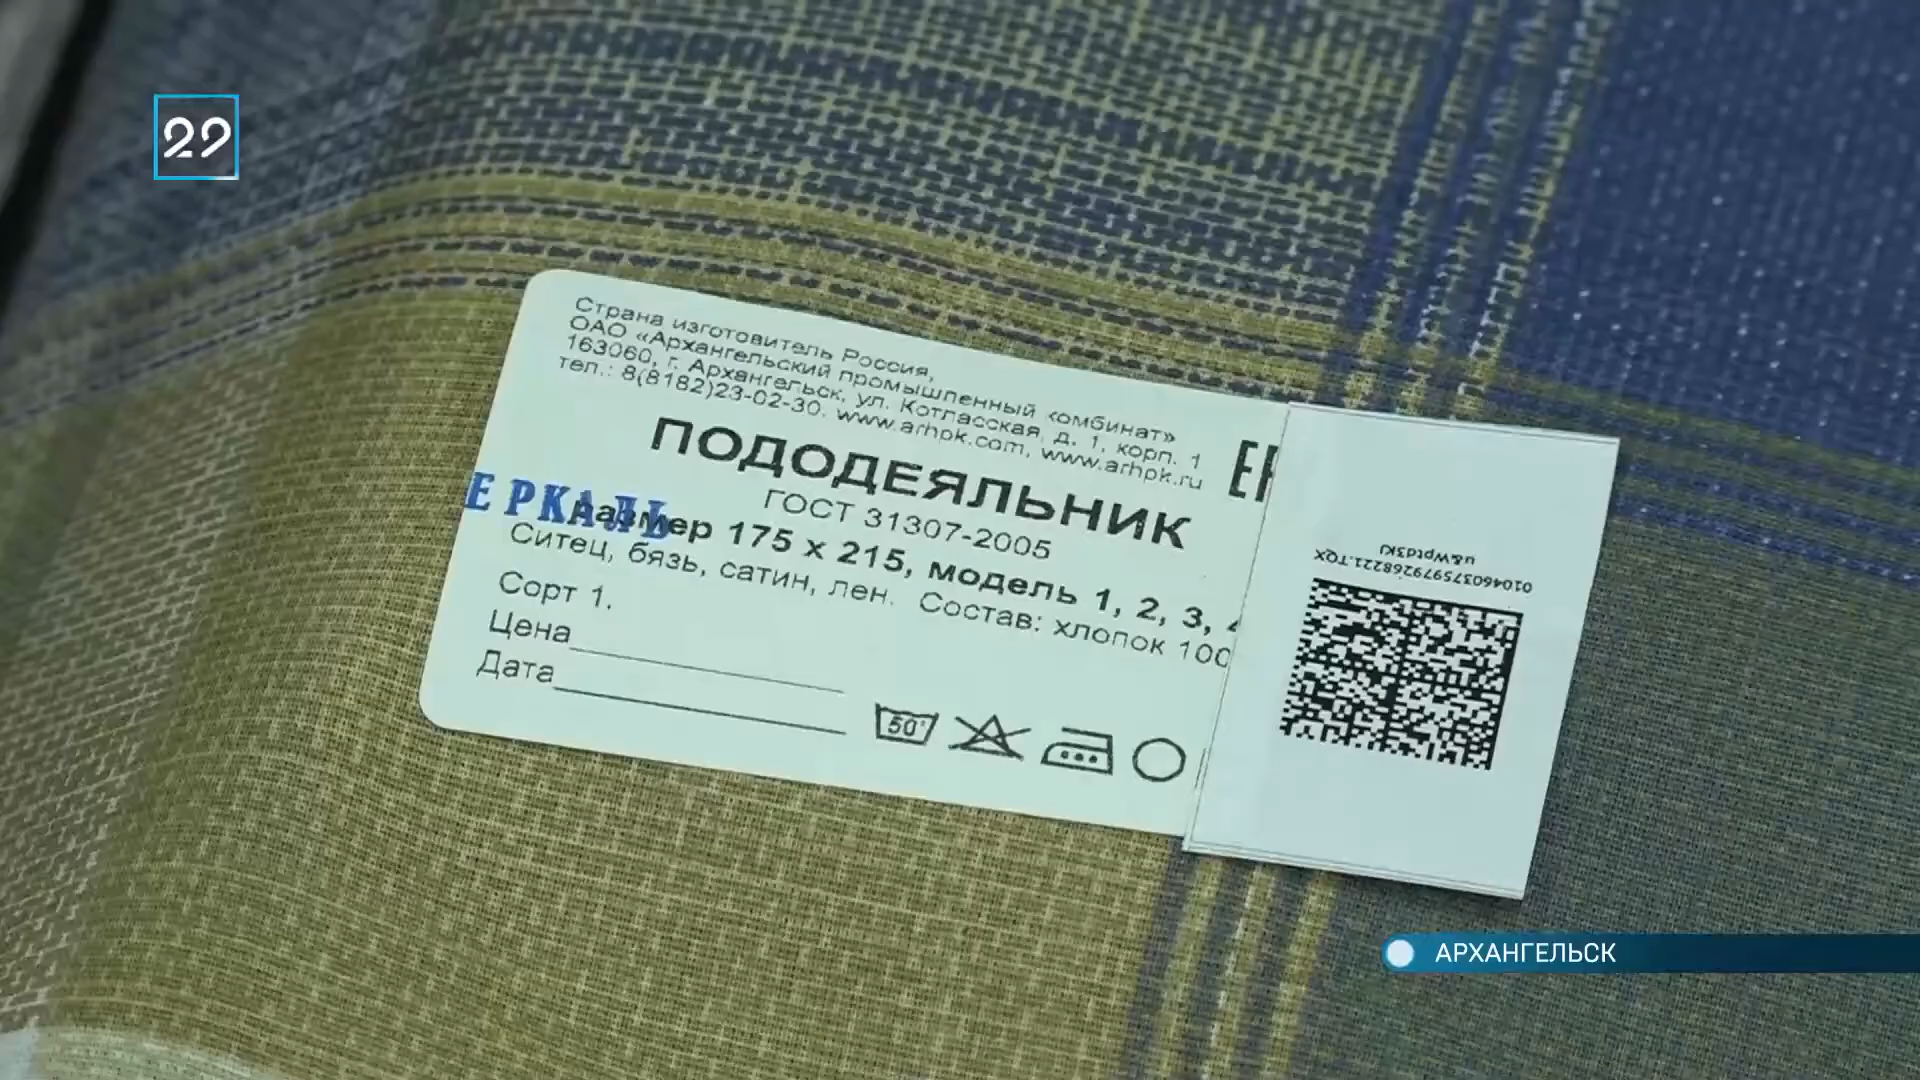 29
Страна изготовитель Россия,
ОАО «Архангельский промышленный комбинат»
163060, г. Архангельск, ул. Котласская, д. 1, корп. 1
тел.: 8(8182)23-02-30. www.arhpk.com, www.arhpk.ru
ПОДОДЕЯЛЬНИК
ГОСТ 31307-2005
ЕРКАЛЬ
размер 175 х 215, модель 1, 2, 3,
Ситец, бязь, сатин, лен. Состав: хлопок 100
Сорт 1.
Цена
Дата
50°
АРХАНГЕЛЬСК